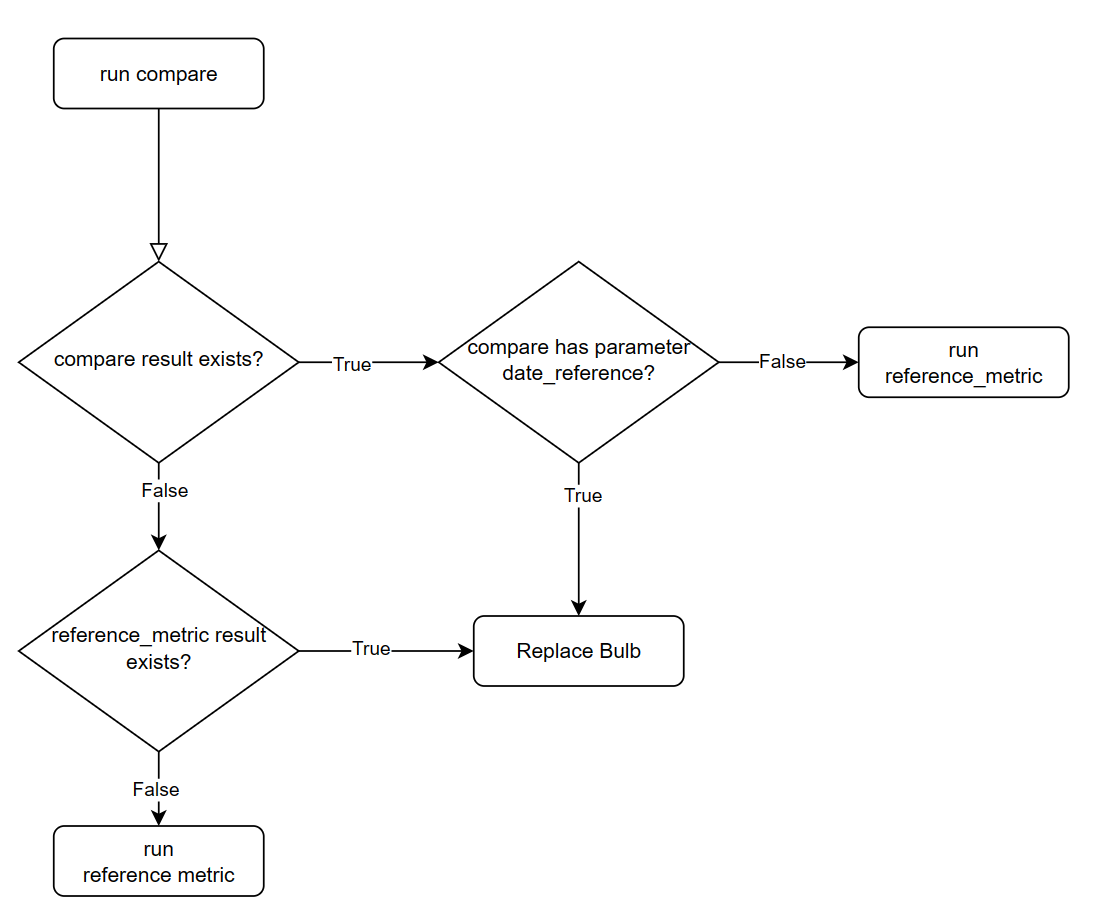 run compare
compare result exists?
True
compare has parameter
date_reference?
False
run
reference_metric
False
True
reference_metric result
exists?
True
Replace Bulb
False
run
reference metric